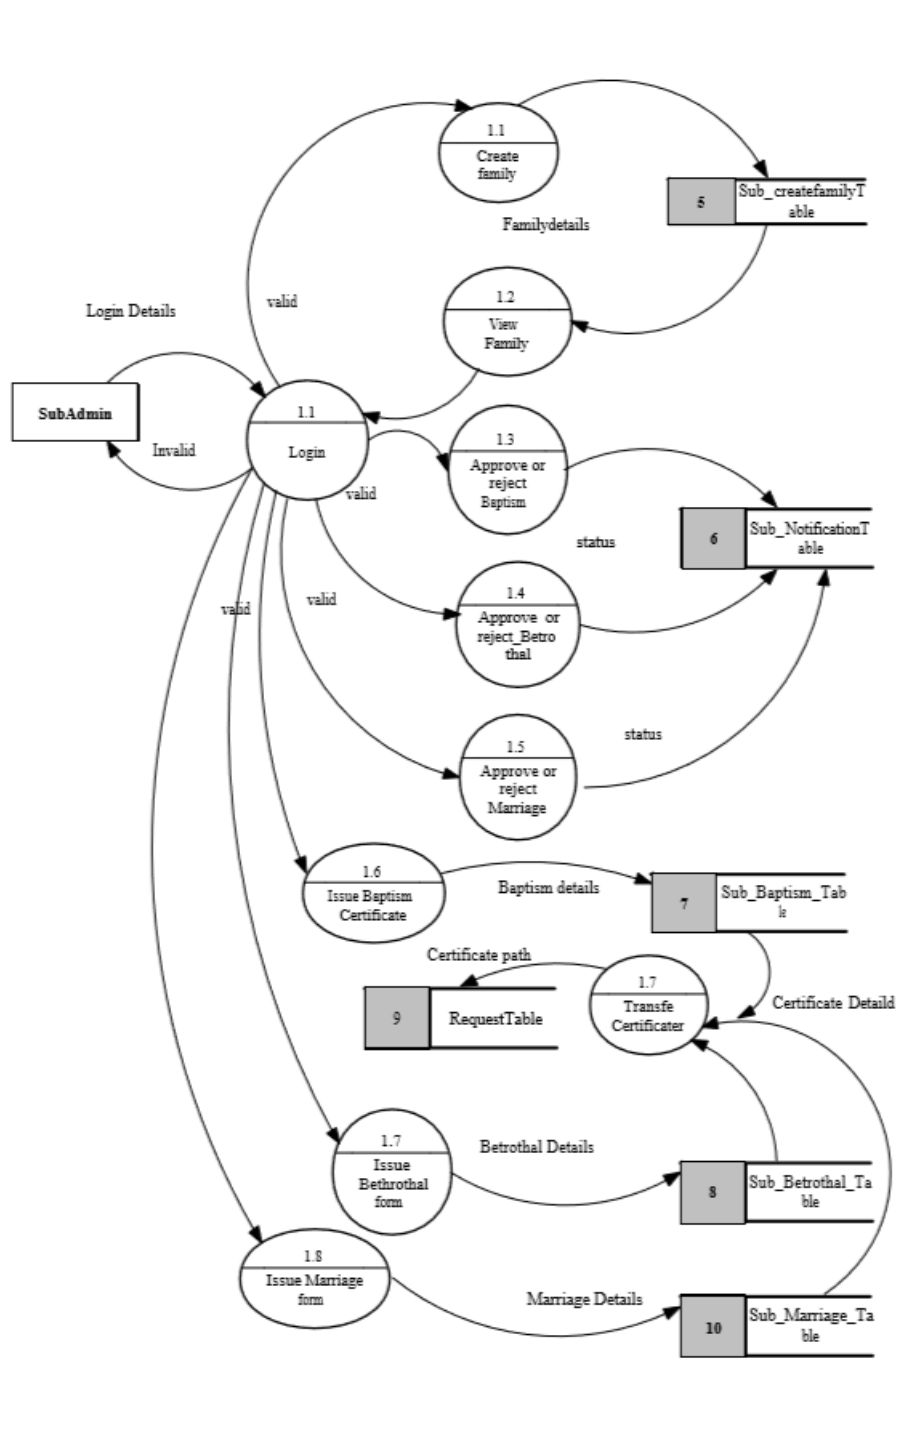 1.1
Create
family
5
Sub_createfamilyT
able
Familydetails
1.2
View
Family
valid
Login Details
SubAdmin
1.1
Login
Invalid
valid
1.3
Approve or
reject
Baptism
6
Sub_NotificationT
able
status
1.4
Approve or
reject_Betro
thal
valid
valid
status
1.5
Approve or
reject
Marriage
1.6
Issue Baptism
Certificate
Baptism details
7
Sub_Baptism_Tab
le
Certificate path
1.7
Transfe
Certificater
Certificate Detaild
9
RequestTable
1.7
Issue
Bethrothal
form
Betrothal Details
8
Sub_Betrothal_Ta
ble
1.8
Issue Marriage
form
Marriage Details
10
Sub_Marriage_Ta
ble